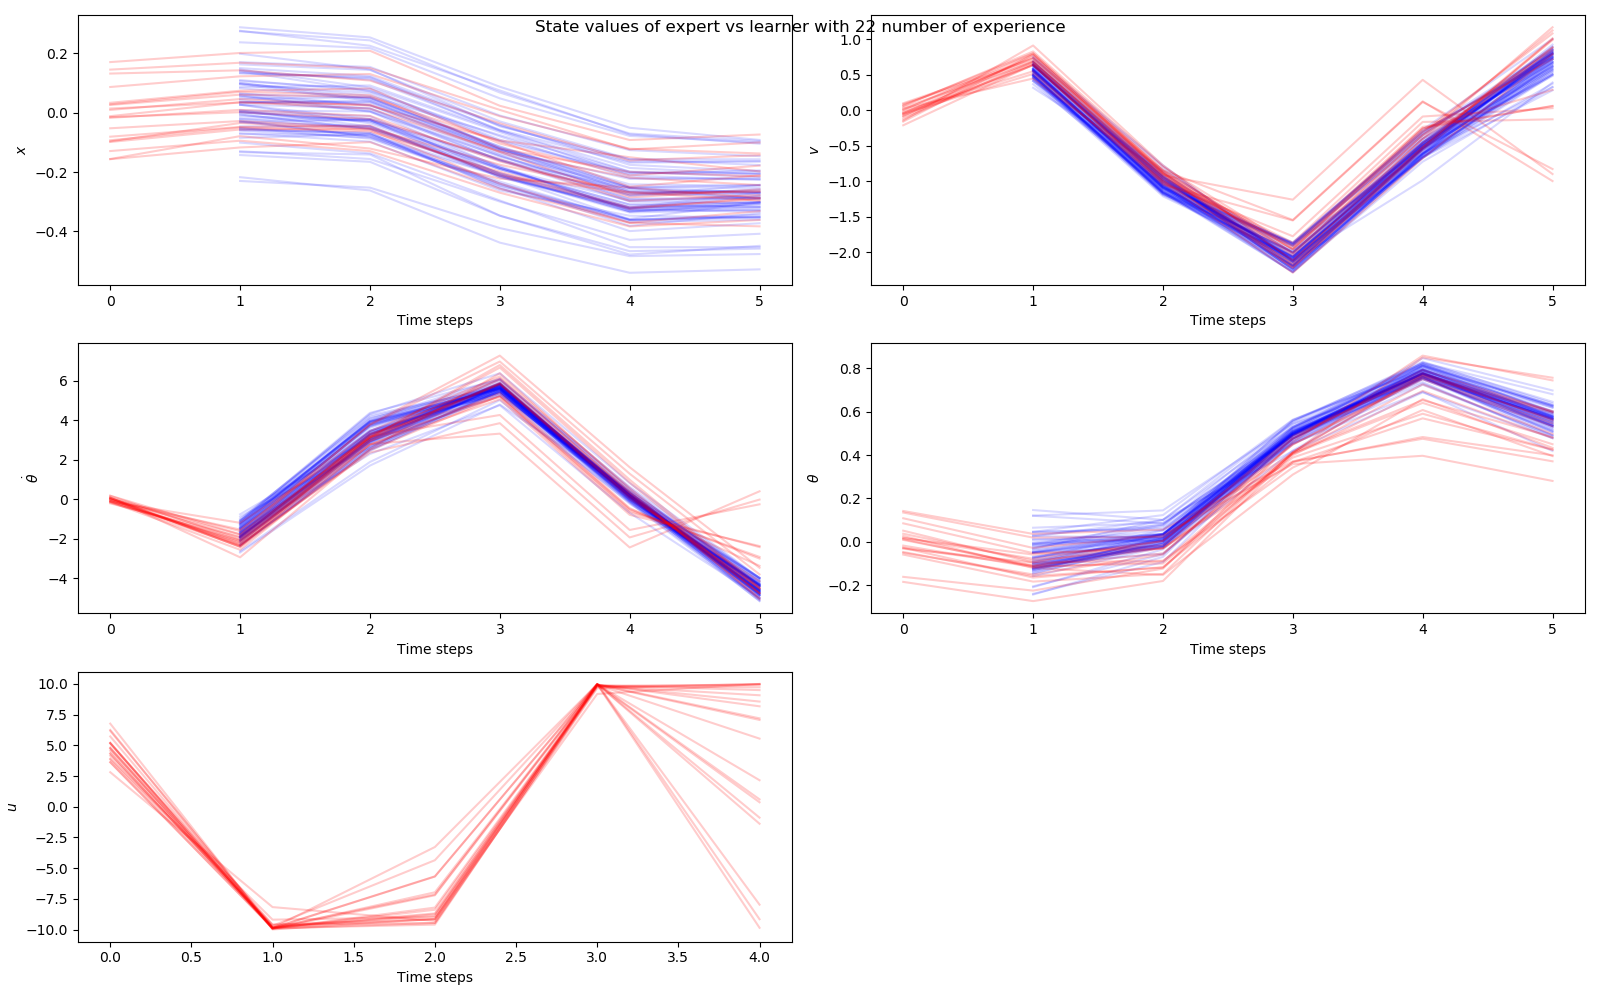 State values of expert vs learner with 22 number of experience
0.2
0.0
−0.2
−0.4
x
0 1 2 3 4 5
Time steps
1.0
0.5
0.0
−0.5
−1.0
−1.5
−2.0
v
0 1 2 3 4 5
Time steps
6
4
2
0
−2
−4
θ̇
0 1 2 3 4 5
Time steps
0.8
0.6
0.4
0.2
0.0
−0.2
θ
0 1 2 3 4 5
Time steps
10.0
7.5
5.0
2.5
0.0
−2.5
−5.0
−7.5
−10.0
u
0.0 0.5 1.0 1.5 2.0 2.5 3.0 3.5 4.0
Time steps